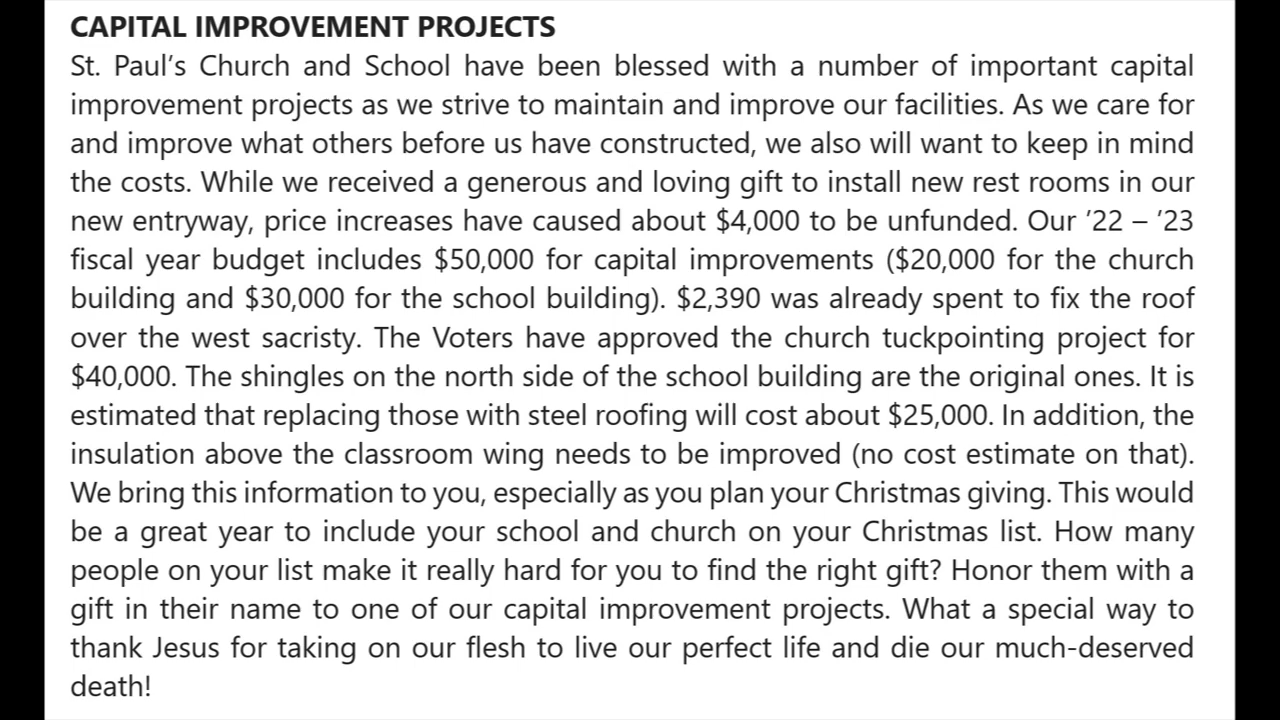 CAPITAL IMPROVEMENT PROJECTS
St. Paul’s Church and School have been blessed with a number of important capital
improvement projects as we strive to maintain and improve our facilities. As we care for
and improve what others before us have constructed, we also will want to keep in mind
the costs. While we received a generous and loving gift to install new rest rooms in our
new entryway, price increases have caused about $4,000 to be unfunded. Our ’22 – ’23
fiscal year budget includes $50,000 for capital improvements ($20,000 for the church
building and $30,000 for the school building). $2,390 was already spent to fix the roof
over the west sacristy. The Voters have approved the church tuckpointing project for
$40,000. The shingles on the north side of the school building are the original ones. It is
estimated that replacing those with steel roofing will cost about $25,000. In addition, the
insulation above the classroom wing needs to be improved (no cost estimate on that).
We bring this information to you, especially as you plan your Christmas giving. This would
be a great year to include your school and church on your Christmas list. How many
people on your list make it really hard for you to find the right gift? Honor them with a
gift in their name to one of our capital improvement projects. What a special way to
thank Jesus for taking on our flesh to live our perfect life and die our much-deserved
death!